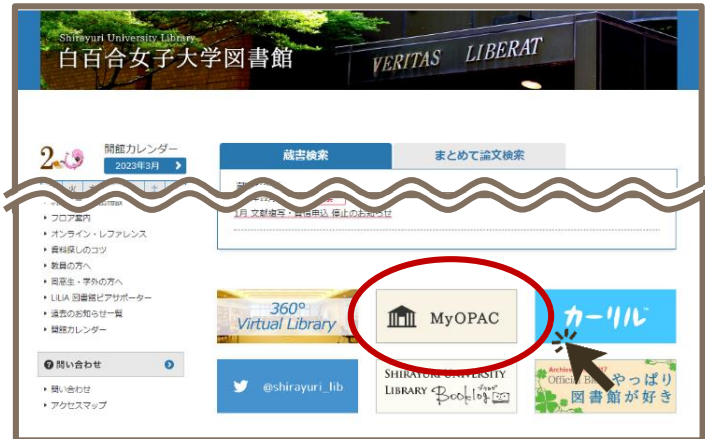 Shirayuri University Library
白百合女子大学図書館
VERITAS LIBERAT
開館カレンダー
2023年3月
蔵書検索
まとめて論文検索
1月 文献複写・貸借申込 停止のお知らせ
フロア案内
オンライン・レファレンス
資料探しのコツ
教員の方へ
同窓生・学外の方へ
LiLiA 図書館ピアサポーター
過去のお知らせ一覧
開館カレンダー
360°
Virtual Library
MyOPAC
カーリル
問い合わせ
問い合わせ
アクセスマップ
@shirayuri_lib
SHIRAYURI UNIVERSITY
LIBRARY Booklog
ブクログ
やっぱり
図書館が好き